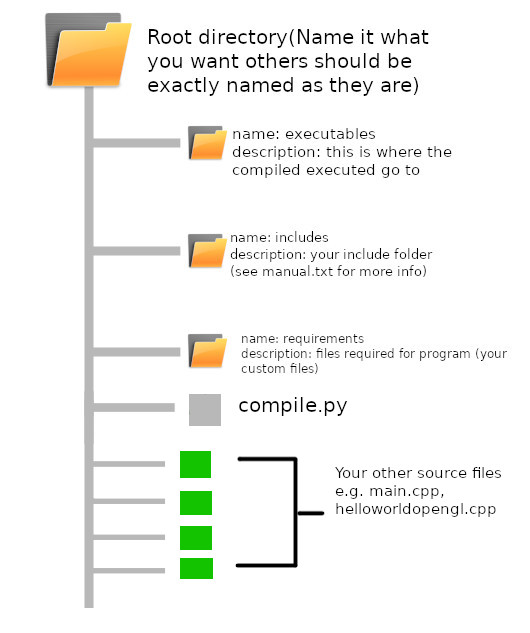 Root directory(Name it what
you want others should be
exactly named as they are)
name: executables
description: this is where the
compiled executed go to
name: includes
description: your include folder
(see manual.txt for more info)
name: requirements
description: files required for program (your
custom files)
compile.py
Your other source files
e.g. main.cpp,
helloworldopengl.cpp